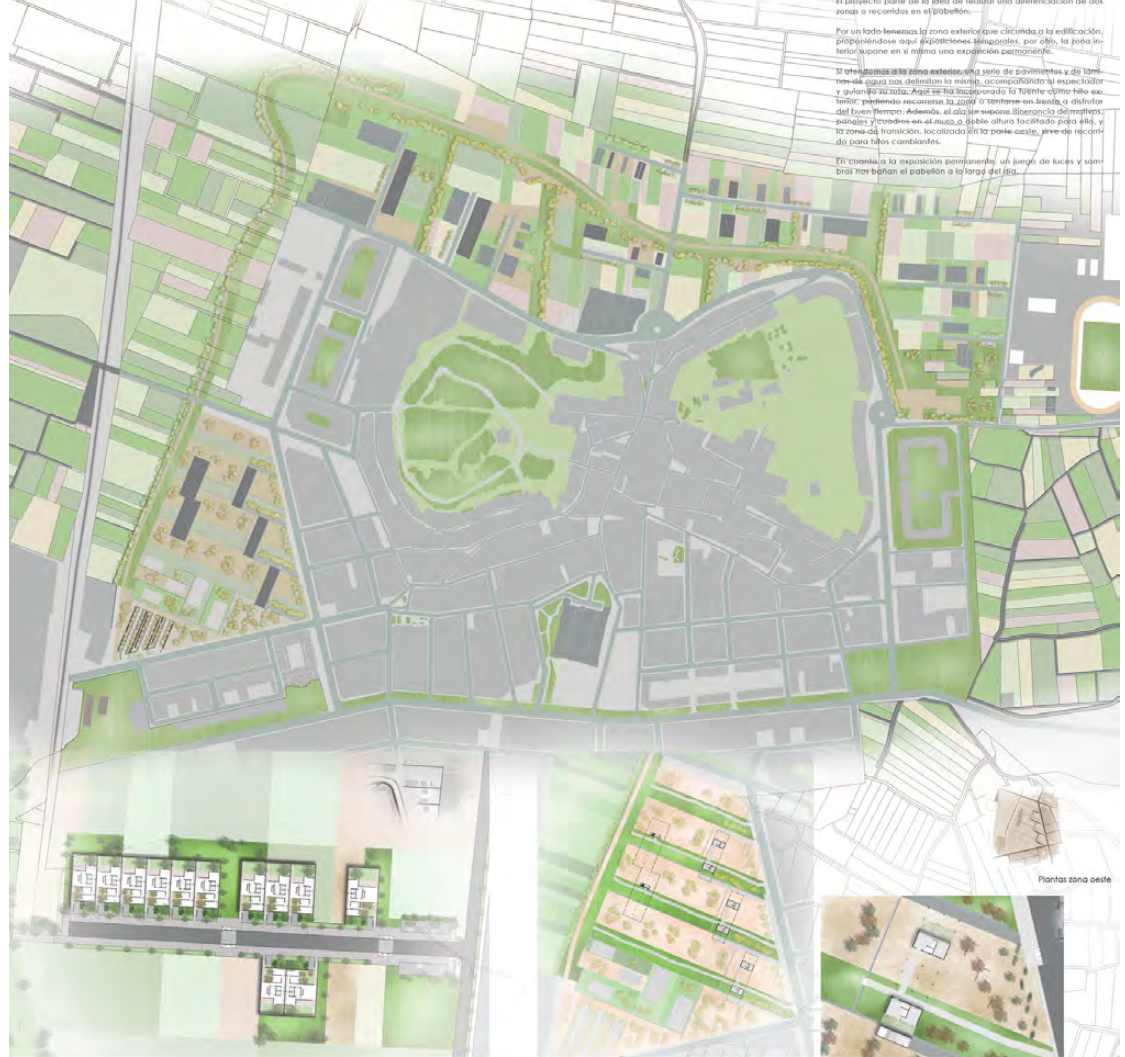 El proyecto parte de la idea de realizar una diferenciación de dos
zonas o recorridos en el pabellón.
Por un lado tenemos la zona exterior que circunda a la edificación,
proponiéndose aquí exposiciones temporales, por otro, la zona in-
terior supone en si misma una exposición permanente.
Si atendemos a la zona exterior, una serie de pavimentos y de lámi-
nas de agua nos delimitan la misma, acompañando al espectador
y guiando su ruta. Aquí se ha incorporado la fuente como hito ex-
terior, pudiendo recorrerse la zona o sentarse en frente a disfrutar
del buen tiempo. Además, el ala sur supone itinerancia de motivos,
paneles y cuadros en el muro a doble altura facilitado para ello, y
la zona de transición, localizada en la parte oeste, sirve de recorri-
do para hitos cambiantes.
En cuanto a la exposición permanente, un juego de luces y som-
bras nos bañan el pabellón a lo largo del día.
Plantas zona oeste